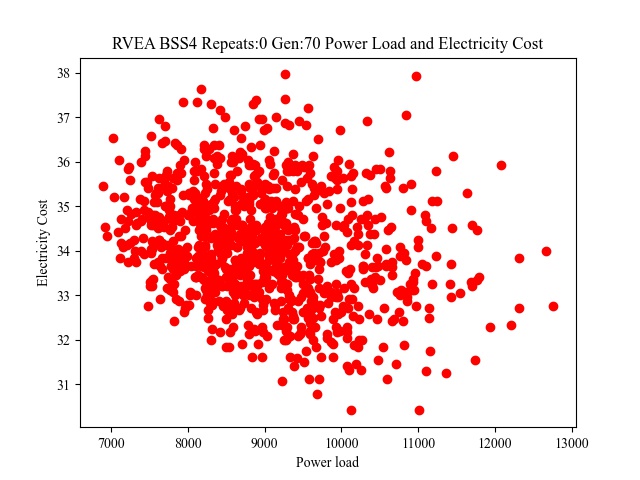 RVEA BSS4 Repeats:0 Gen:70 Power Load and Electricity Cost
38
37
36
35
34
33
32
31
Electricity Cost
7000 8000 9000 10000 11000 12000 13000
Power load